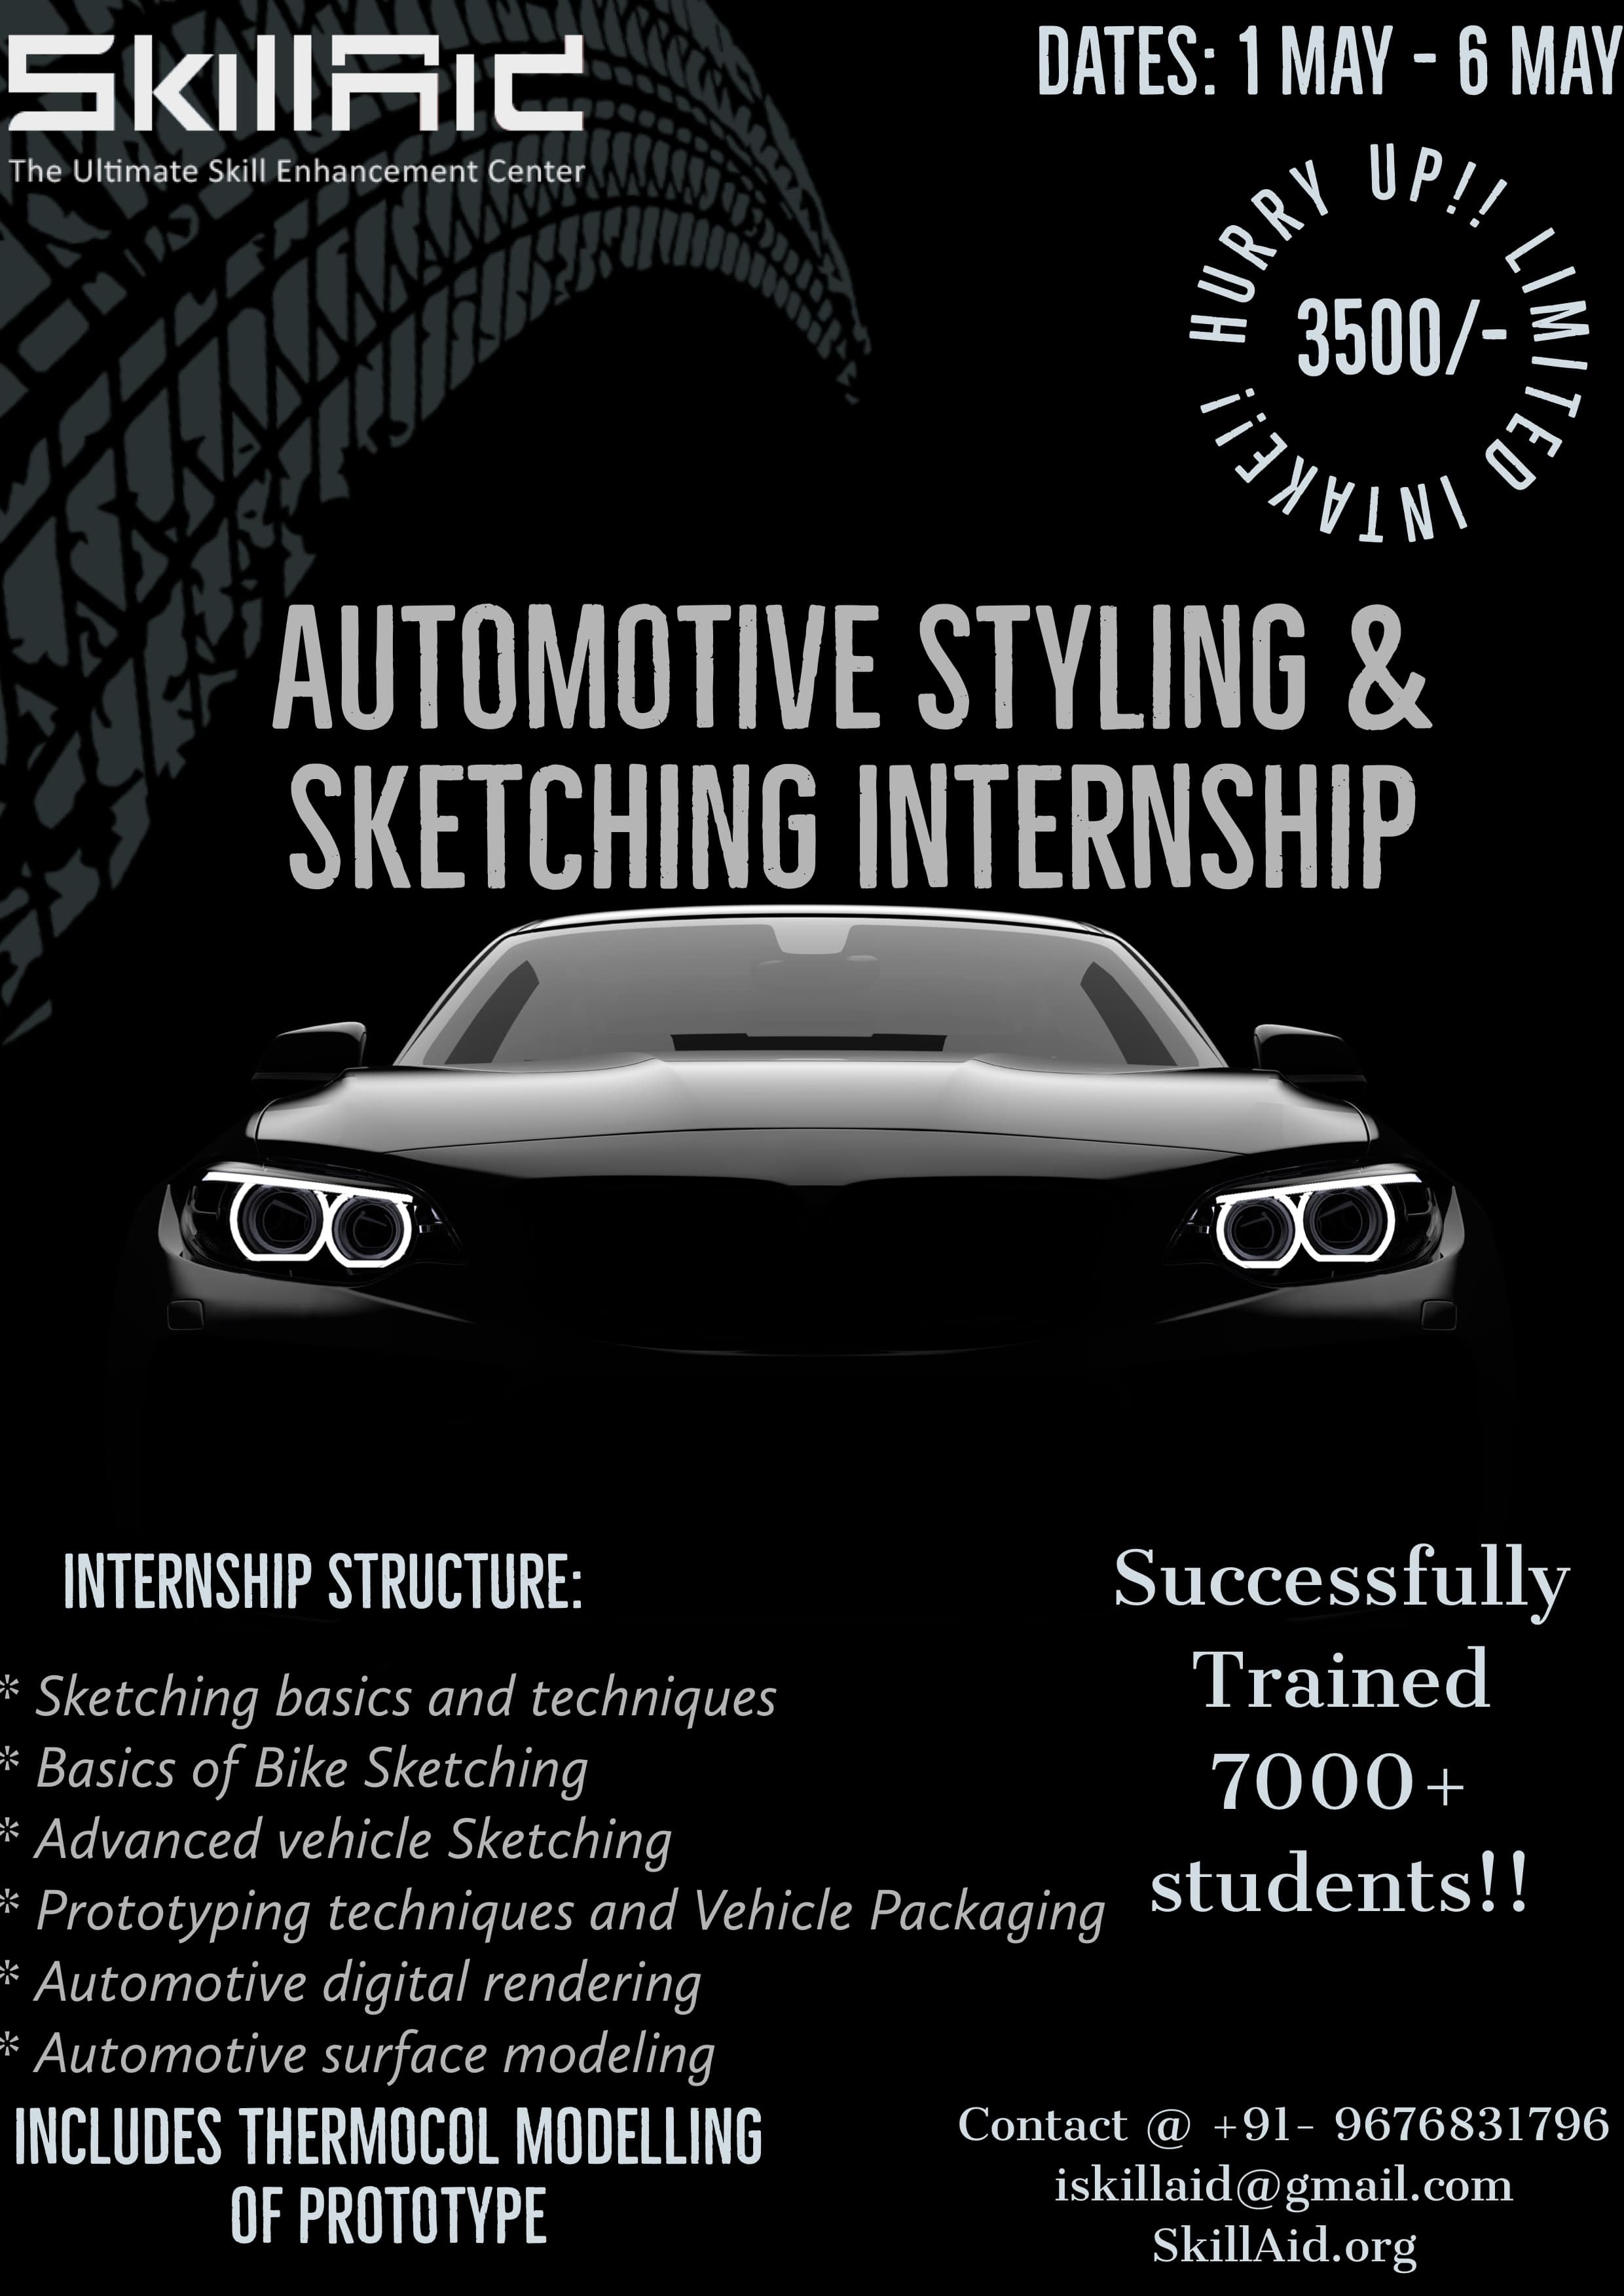 SkillAid
The Ultimate Skill Enhancement Center
DATES: 1 MAY - 6 MAY
HURRY UP!! LIMITED INTAKE!!
3500/-
AUTOMOTIVE STYLING &
SKETCHING INTERNSHIP
INTERNSHIP STRUCTURE:
* Sketching basics and techniques
* Basics of Bike Sketching
* Advanced vehicle Sketching
* Prototyping techniques and Vehicle Packaging
* Automotive digital rendering
* Automotive surface modeling
INCLUDES THERMOCOL MODELLING
OF PROTOTYPE
Successfully
Trained
7000+
students!!
Contact @ +91- 9676831796
iskillaid@gmail.com
SkillAid.org